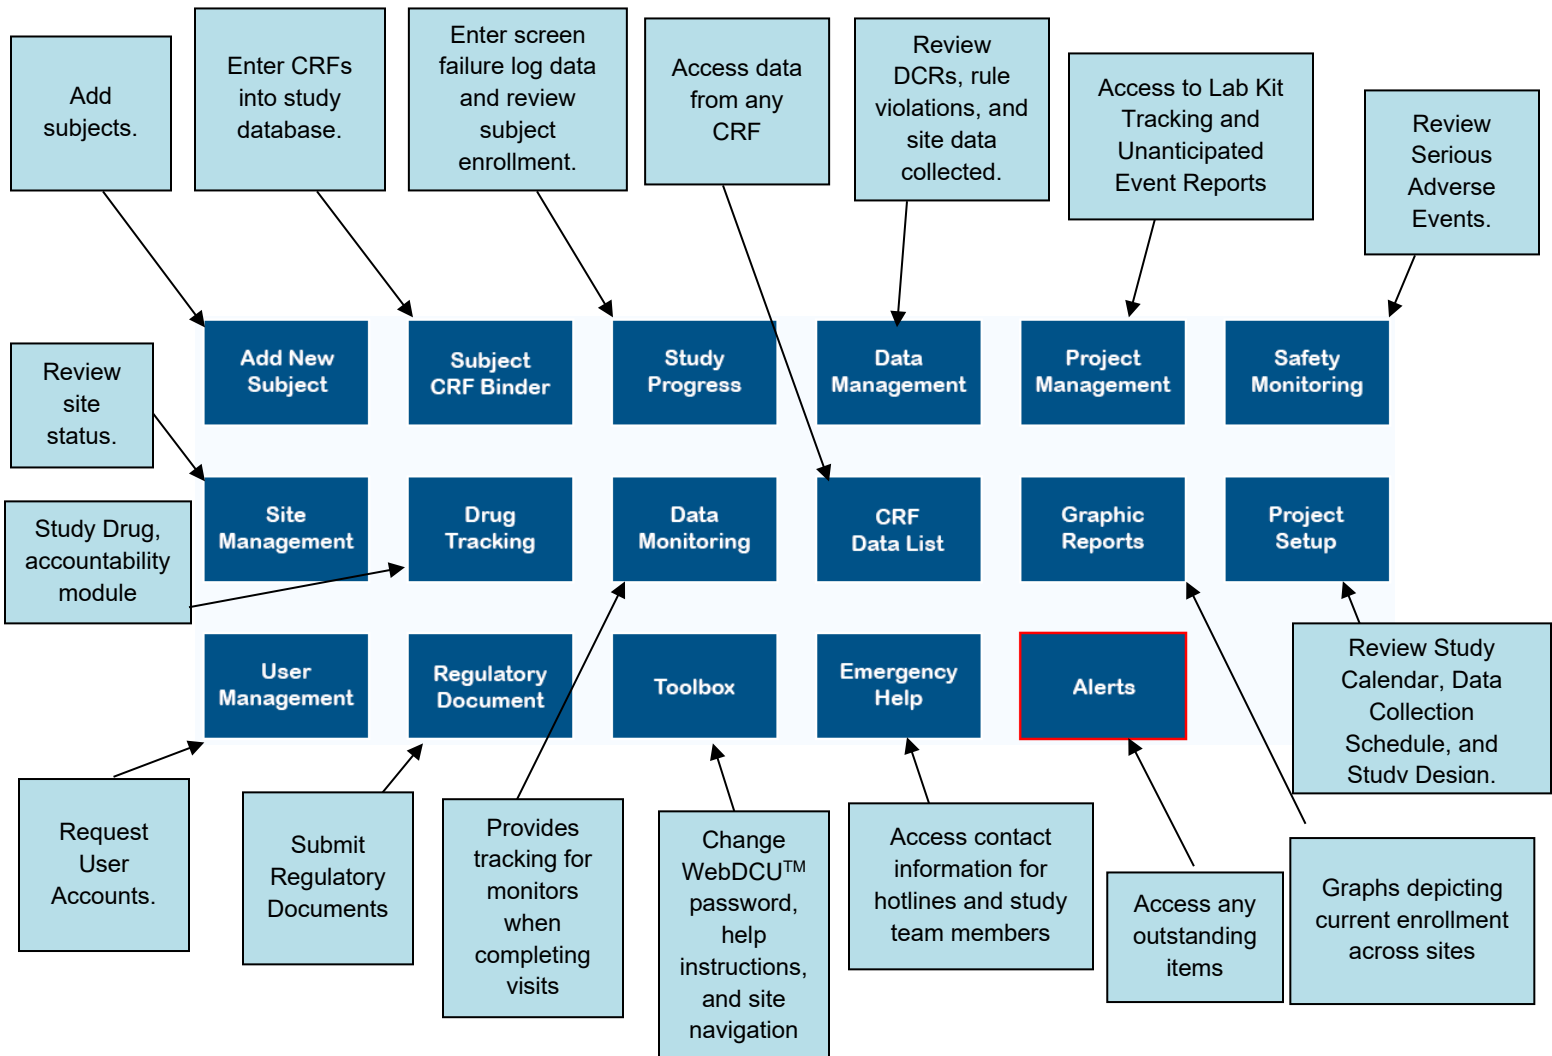 Add
subjects.
Enter CRFs
into study
database.
Enter screen
failure log data
and review
subject
enrollment.
Access data
from any
CRF
Review
DCRs, rule
violations, and
site data
collected.
Access to Lab Kit
Tracking and
Unanticipated
Event Reports
Review
Serious
Adverse
Events.
Add New
Subject
Subject
CRF Binder
Study
Progress
Data
Management
Project
Management
Safety
Monitoring
Review
site
status.
Site
Management
Drug
Tracking
Data
Monitoring
CRF
Data List
Graphic
Reports
Project
Setup
Study Drug,
accountability
module
User
Management
Regulatory
Document
Toolbox
Emergency
Help
Alerts
Review Study
Calendar, Data
Collection
Schedule, and
Study Design.
Request
User
Accounts.
Submit
Regulatory
Documents
Provides
tracking for
monitors
when
completing
visits
Change
WebDCU™
password,
help
instructions,
and site
navigation
Access contact
information for
hotlines and study
team members
Access any
outstanding
items
Graphs depicting
current enrollment
across sites